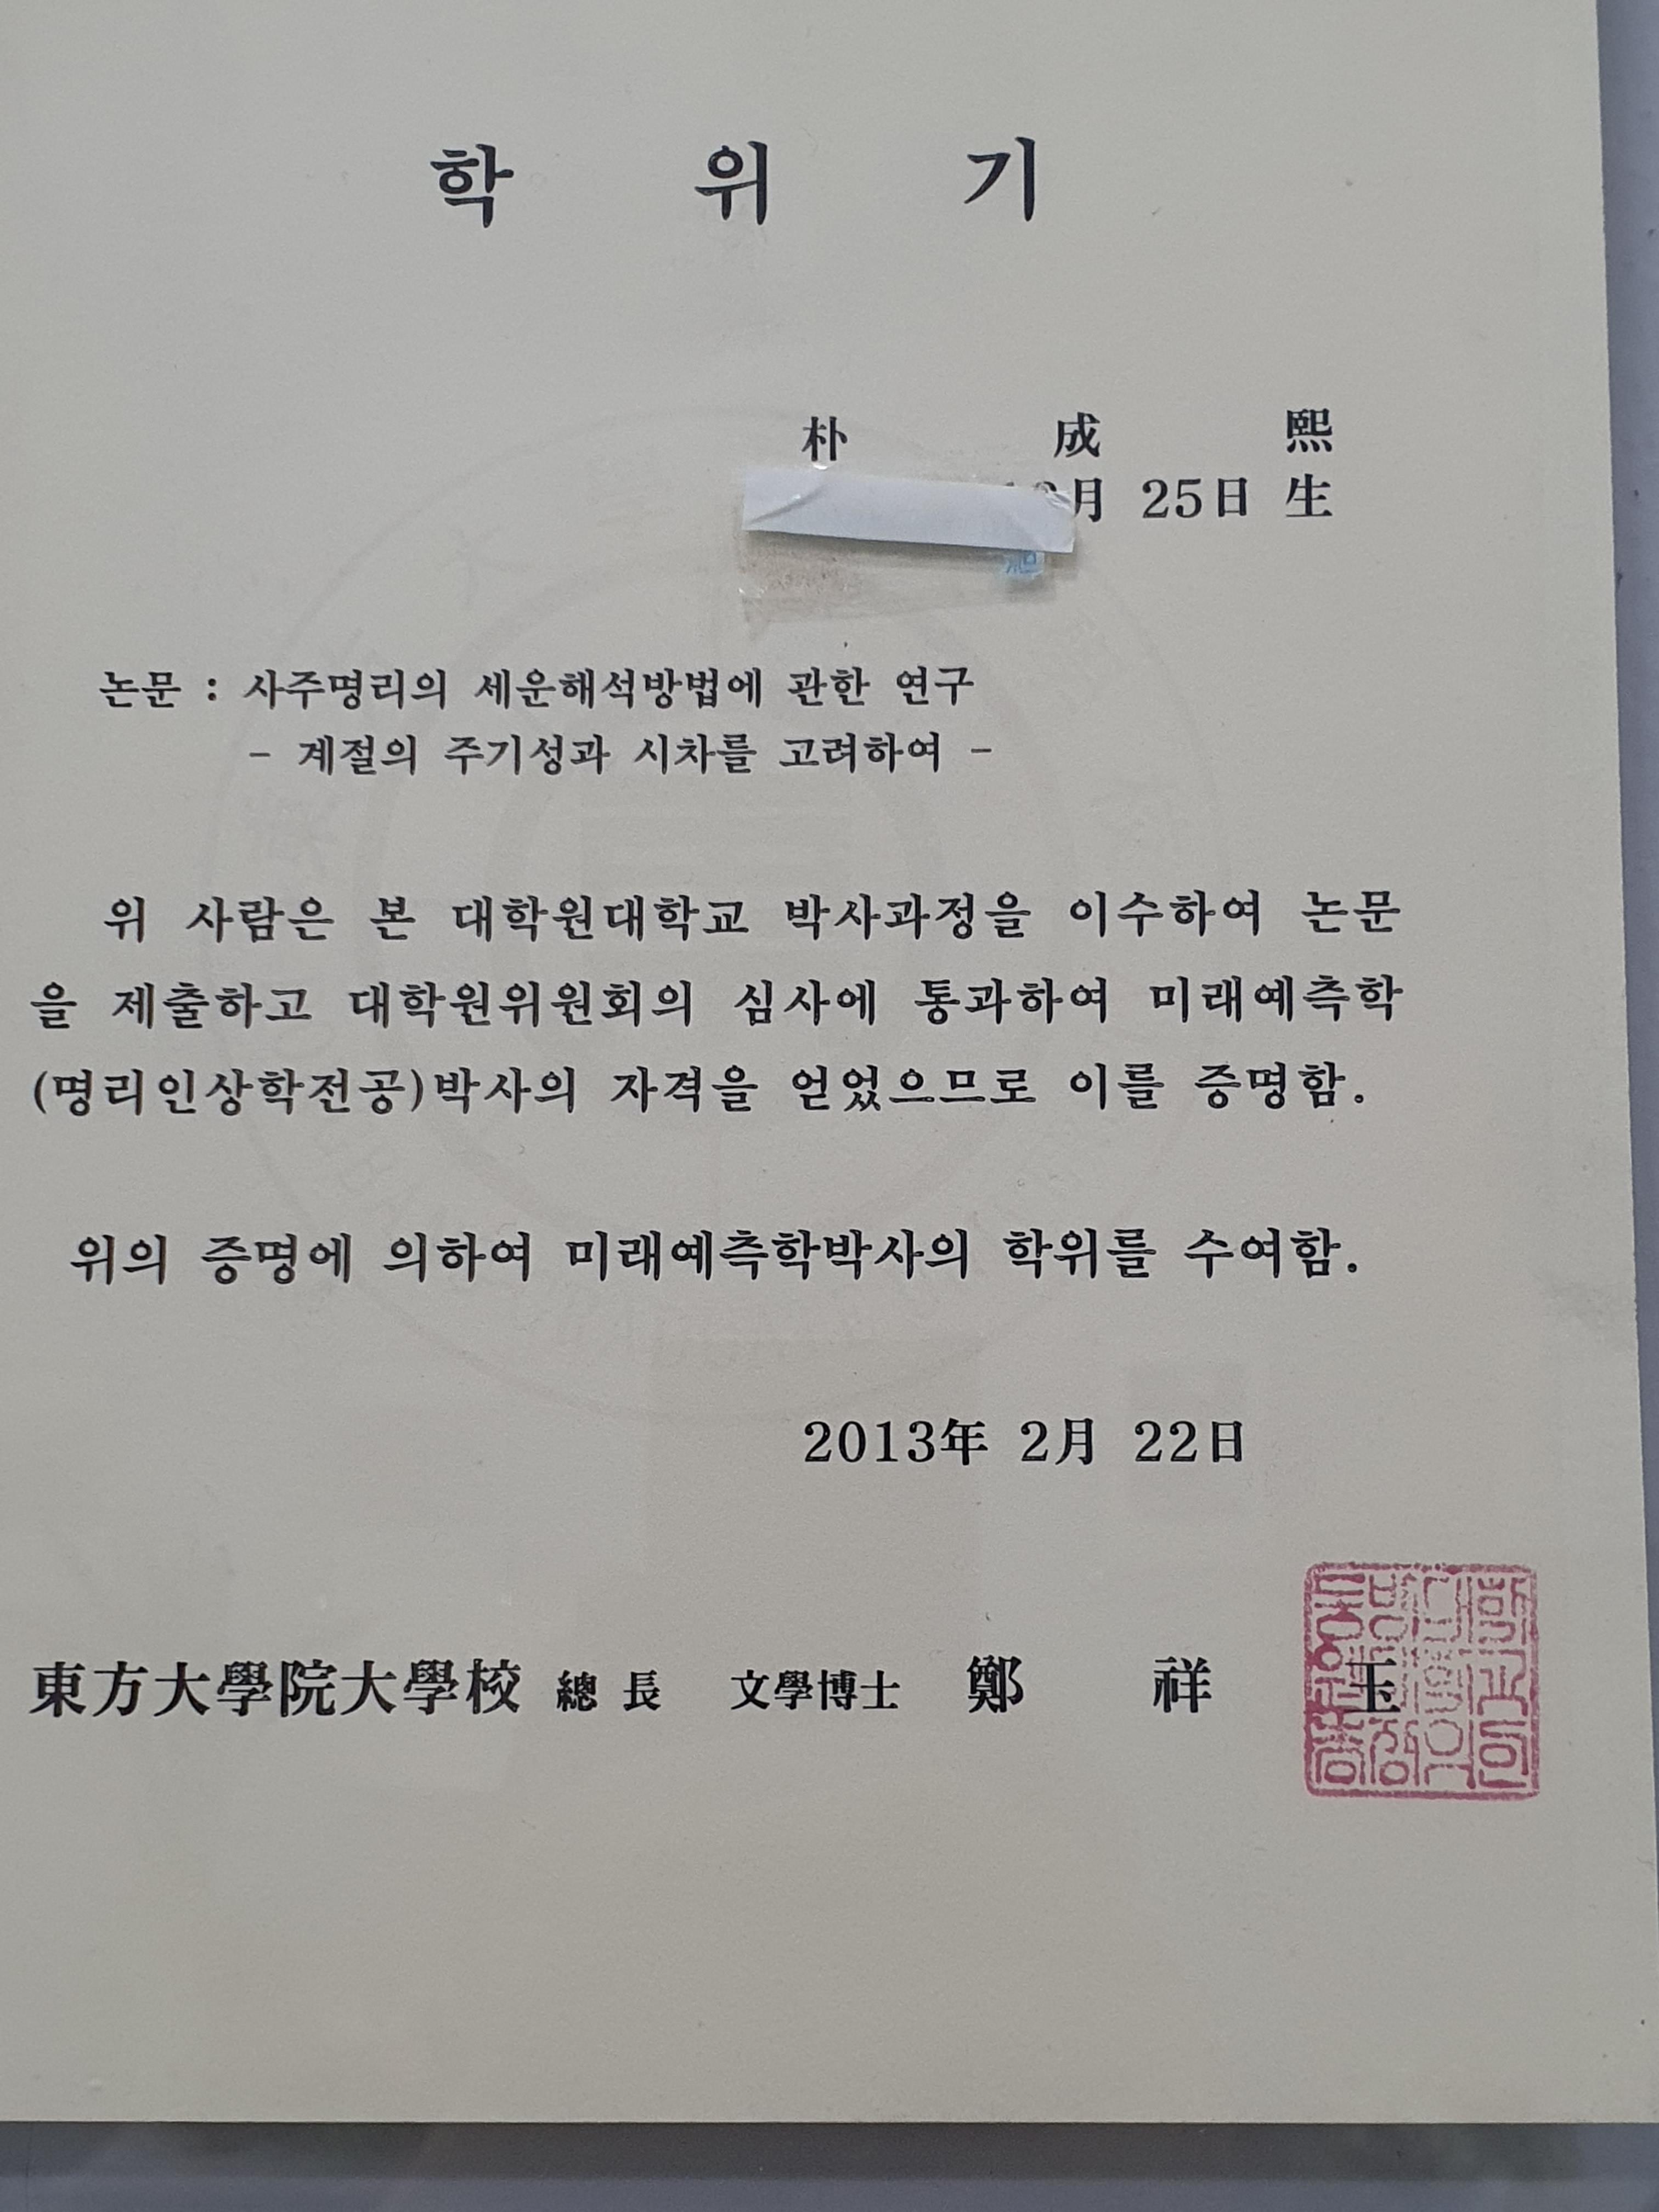 학 위 기
朴 成 熙
月 25日 生
논문 : 사주명리의 세운해석방법에 관한 연구
- 계절의 주기성과 시차를 고려하여 -
위 사람은 본 대학원대학교 박사과정을 이수하여 논문
을 제출하고 대학원위원회의 심사에 통과하여 미래예측학
(명리인상학전공)박사의 자격을 얻었으므로 이를 증명함.
위의 증명에 의하여 미래예측학박사의 학위를 수여함.
2013年 2月 22日
東方大學院大學校 總 長 文學博士 鄭 祥 玉